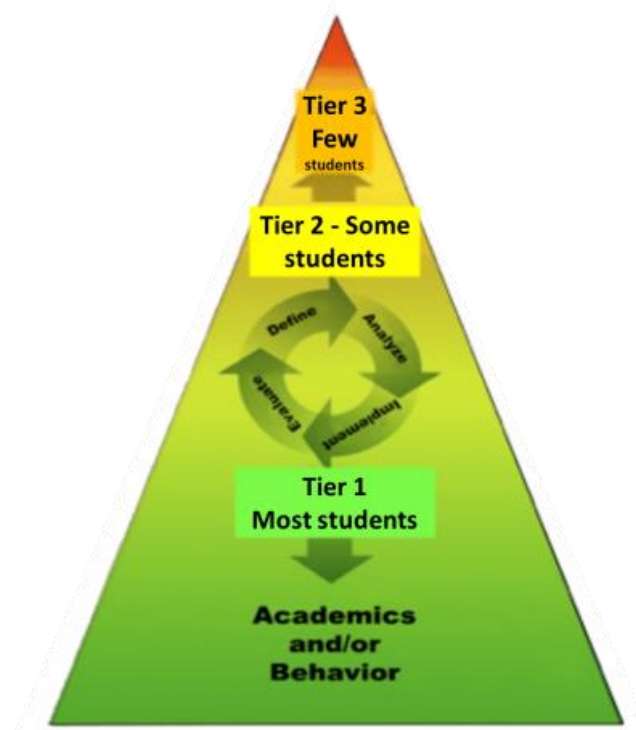 Tier 3
Few
students
Tier 2 - Some
students
Define
Analyze
Implement
Evaluate
Tier 1
Most students
Academics
and/or
Behavior